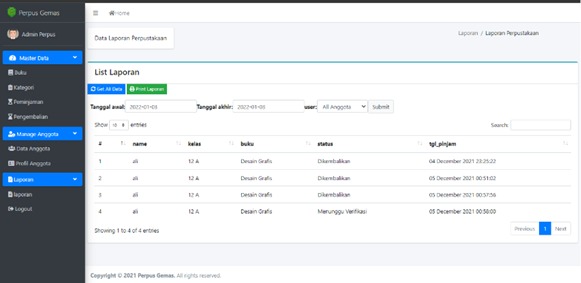 Perpus Gemas
Home
Admin Perpus
Data Laporan Perpustakaan
Laporan / Laporan Perpustakaan
Master Data
Buku
Kategori
Peminjaman
Pengembalian
Manage Anggota
Data Anggota
Profil Anggota
Laporan
laporan
Logout
List Laporan
Get All Data Print Laporan
Tanggal awal: 2022-01-03 Tanggal akhir: user: All Anggota Submit
Show entries Search:
# name kelas buku status tgl_pinjam
1 ali 12 A Desain Grafis Dikembalikan 04 December 2021 23:25:22
2 ali 12 A Desain Grafis Dikembalikan 05 December 2021 00:51:02
3 ali 12 A Desain Grafis Dikembalikan 05 December 2021 00:57:56
4 ali 12 A Desain Grafis Menunggu Verifikasi 05 December 2021 00:58:00
Showing 1 to 4 of 4 entries
Previous 1 Next
Copyright © 2021 Perpus Gemas. All rights reserved.